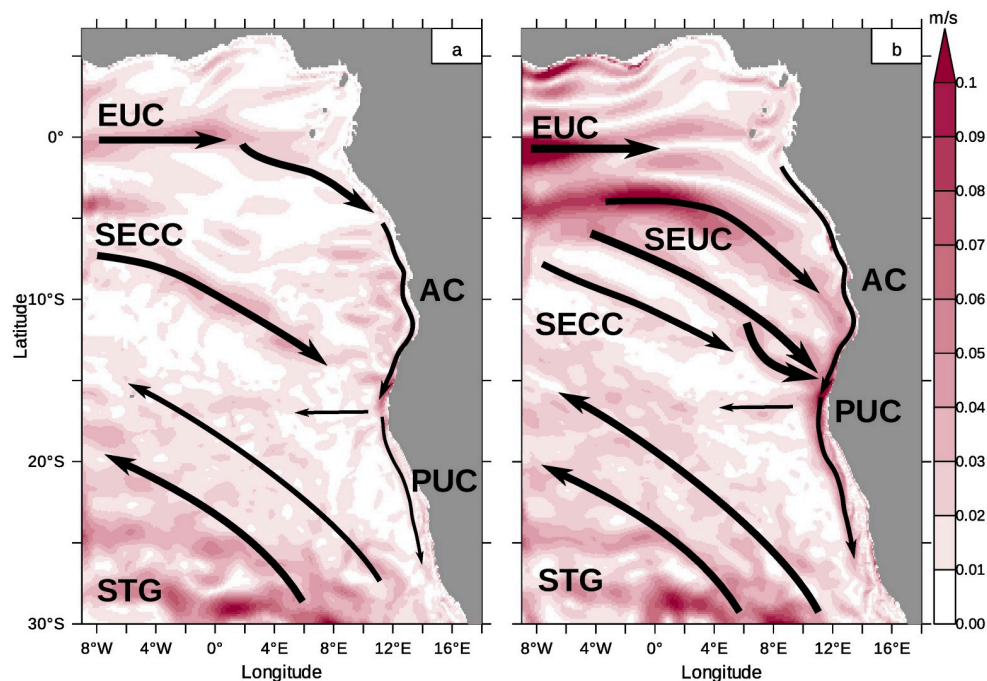 m/s
a
b
EUC
SECC
AC
PUC
STG
EUC
SEUC
SECC
AC
PUC
STG
0°
10°S
20°S
30°S
Latitude
8°W 4°W 0° 4°E 8°E 12°E 16°E
8°W 4°W 0° 4°E 8°E 12°E 16°E
Longitude
Longitude
0.1
0.09
0.08
0.07
0.06
0.05
0.04
0.03
0.02
0.01
0.00